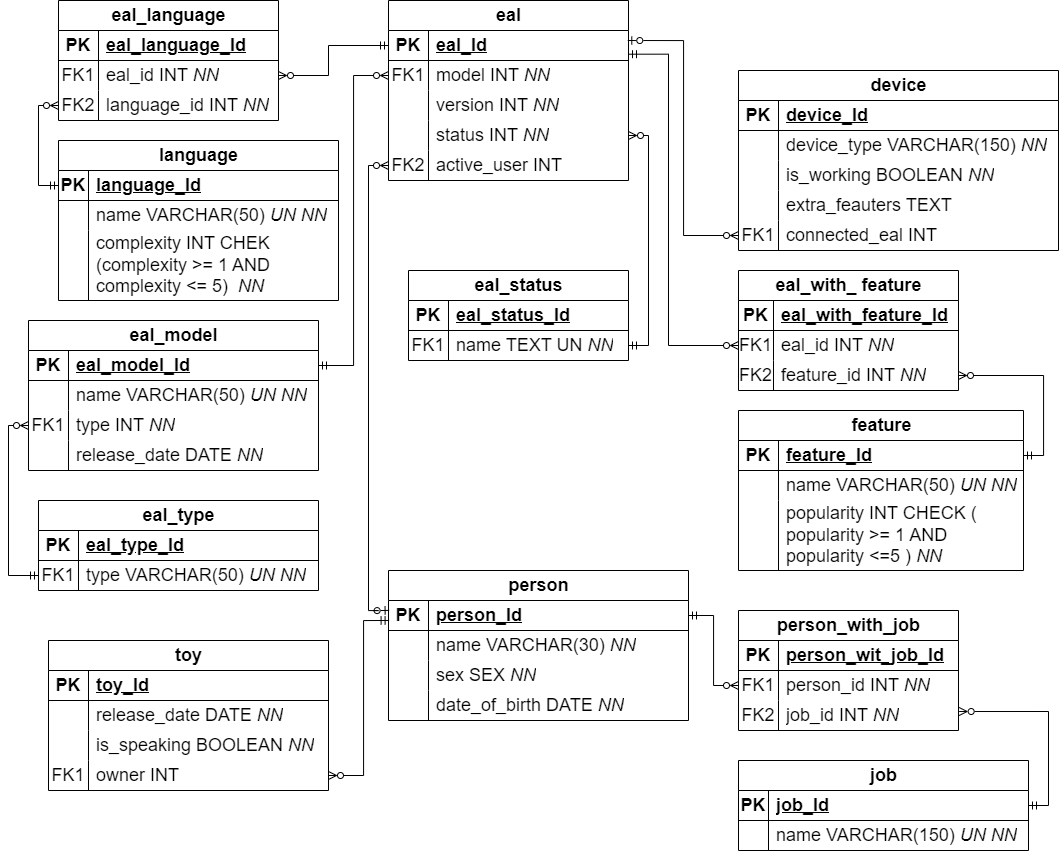 eal_language
PK eal_language_Id
FK1 eal_id INT NN
FK2 language_id INT NN
language
PK language_Id
name VARCHAR(50) UN NN
complexity INT CHEK
(complexity >= 1 AND
complexity <= 5) NN
eal_model
PK eal_model_Id
name VARCHAR(50) UN NN
FK1 type INT NN
release_date DATE NN
eal_type
PK eal_type_Id
FK1 type VARCHAR(50) UN NN
toy
PK toy_Id
release_date DATE NN
is_speaking BOOLEAN NN
FK1 owner INT
eal
PK eal_Id
FK1 model INT NN
version INT NN
status INT NN
FK2 active_user INT
eal_status
PK eal_status_Id
FK1 name TEXT UN NN
person
PK person_Id
name VARCHAR(30) NN
sex SEX NN
date_of_birth DATE NN
device
PK device_Id
device_type VARCHAR(150) NN
is_working BOOLEAN NN
extra_feauters TEXT
FK1 connected_eal INT
eal_with_ feature
PK eal_with_feature_Id
FK1 eal_id INT NN
FK2 feature_id INT NN
feature
PK feature_Id
name VARCHAR(50) UN NN
popularity INT CHECK (
popularity >= 1 AND
popularity <=5 ) NN
person_with_job
PK person_wit_job_Id
FK1 person_id INT NN
FK2 job_id INT NN
job
PK job_Id
name VARCHAR(150) UN NN